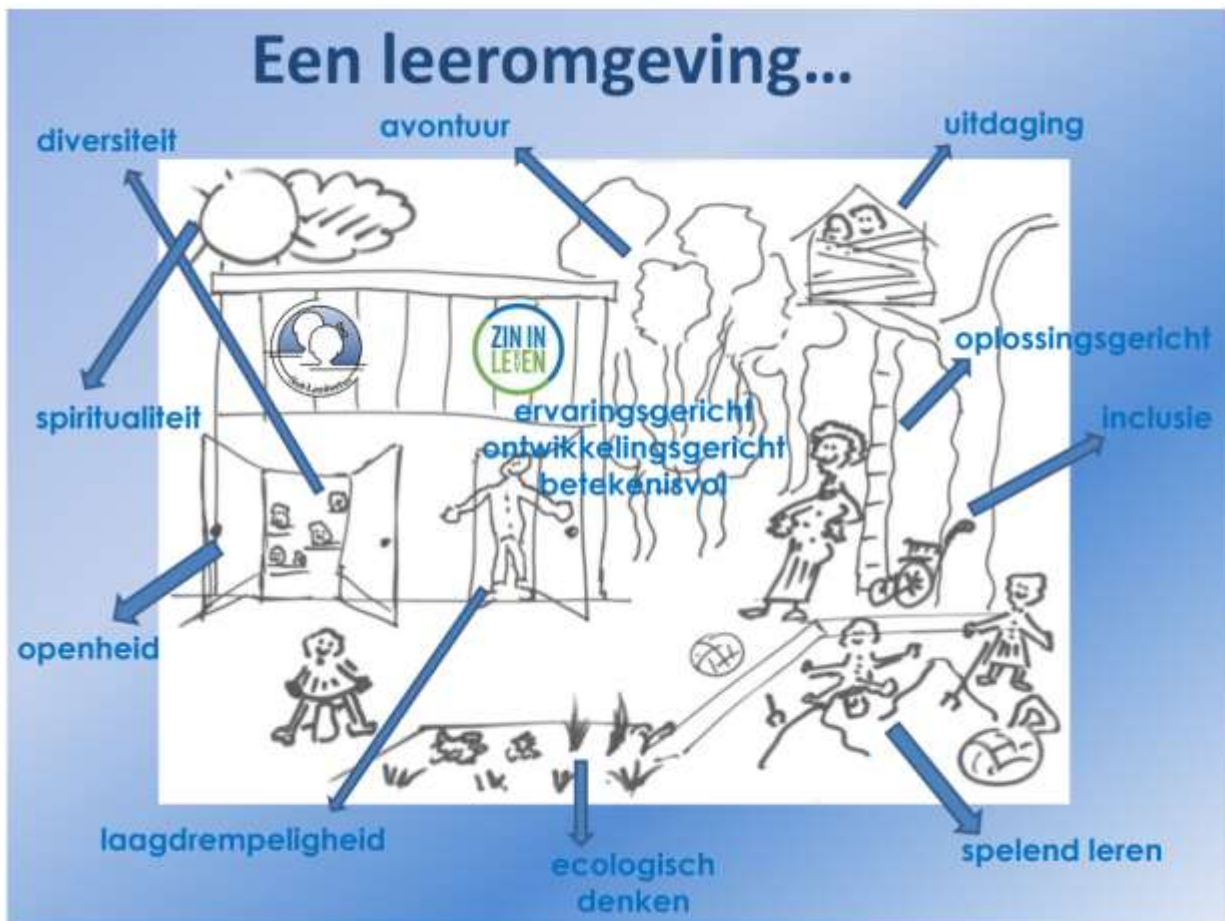 Een leeromgeving...
diversiteit
avontuur
uitdaging
ZIN IN
LEVEN
oplossingsgericht
spiritualiteit
ervaringsgericht
inclusie
ontwikkelingsgericht
betekenisvol
openheid
laagdrempeligheid
ecologisch
denken
spelend leren